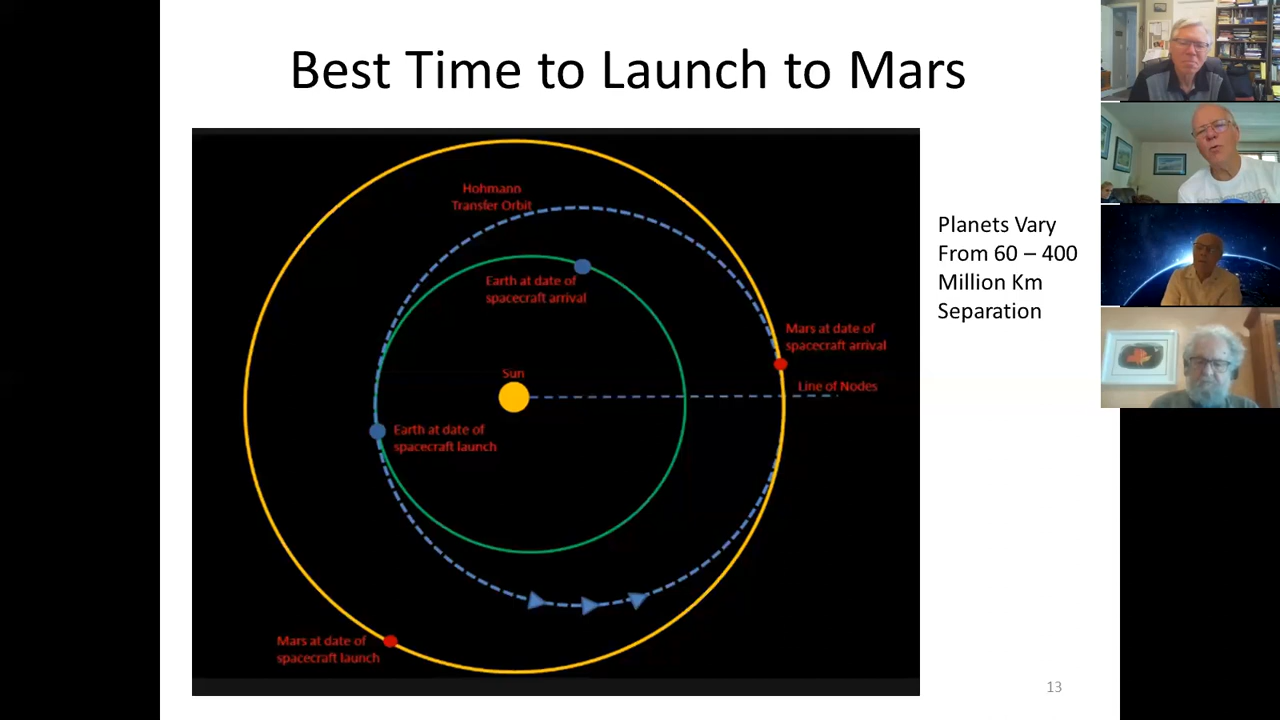 Best Time to Launch to Mars
Hohmann
Transfer Orbit
Earth at date of
spacecraft arrival
Mars at date of
spacecraft arrival
Sun
Line of Nodes
Earth at date of
spacecraft launch
Mars at date of
spacecraft launch
Planets Vary
From 60 – 400
Million Km
Separation
13